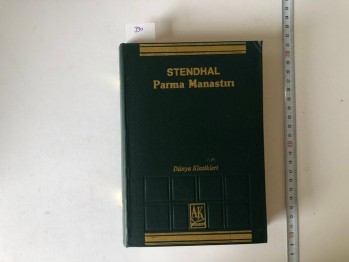 STENDHAL
Parma Manastırı
Dünya Klasikleri
AK